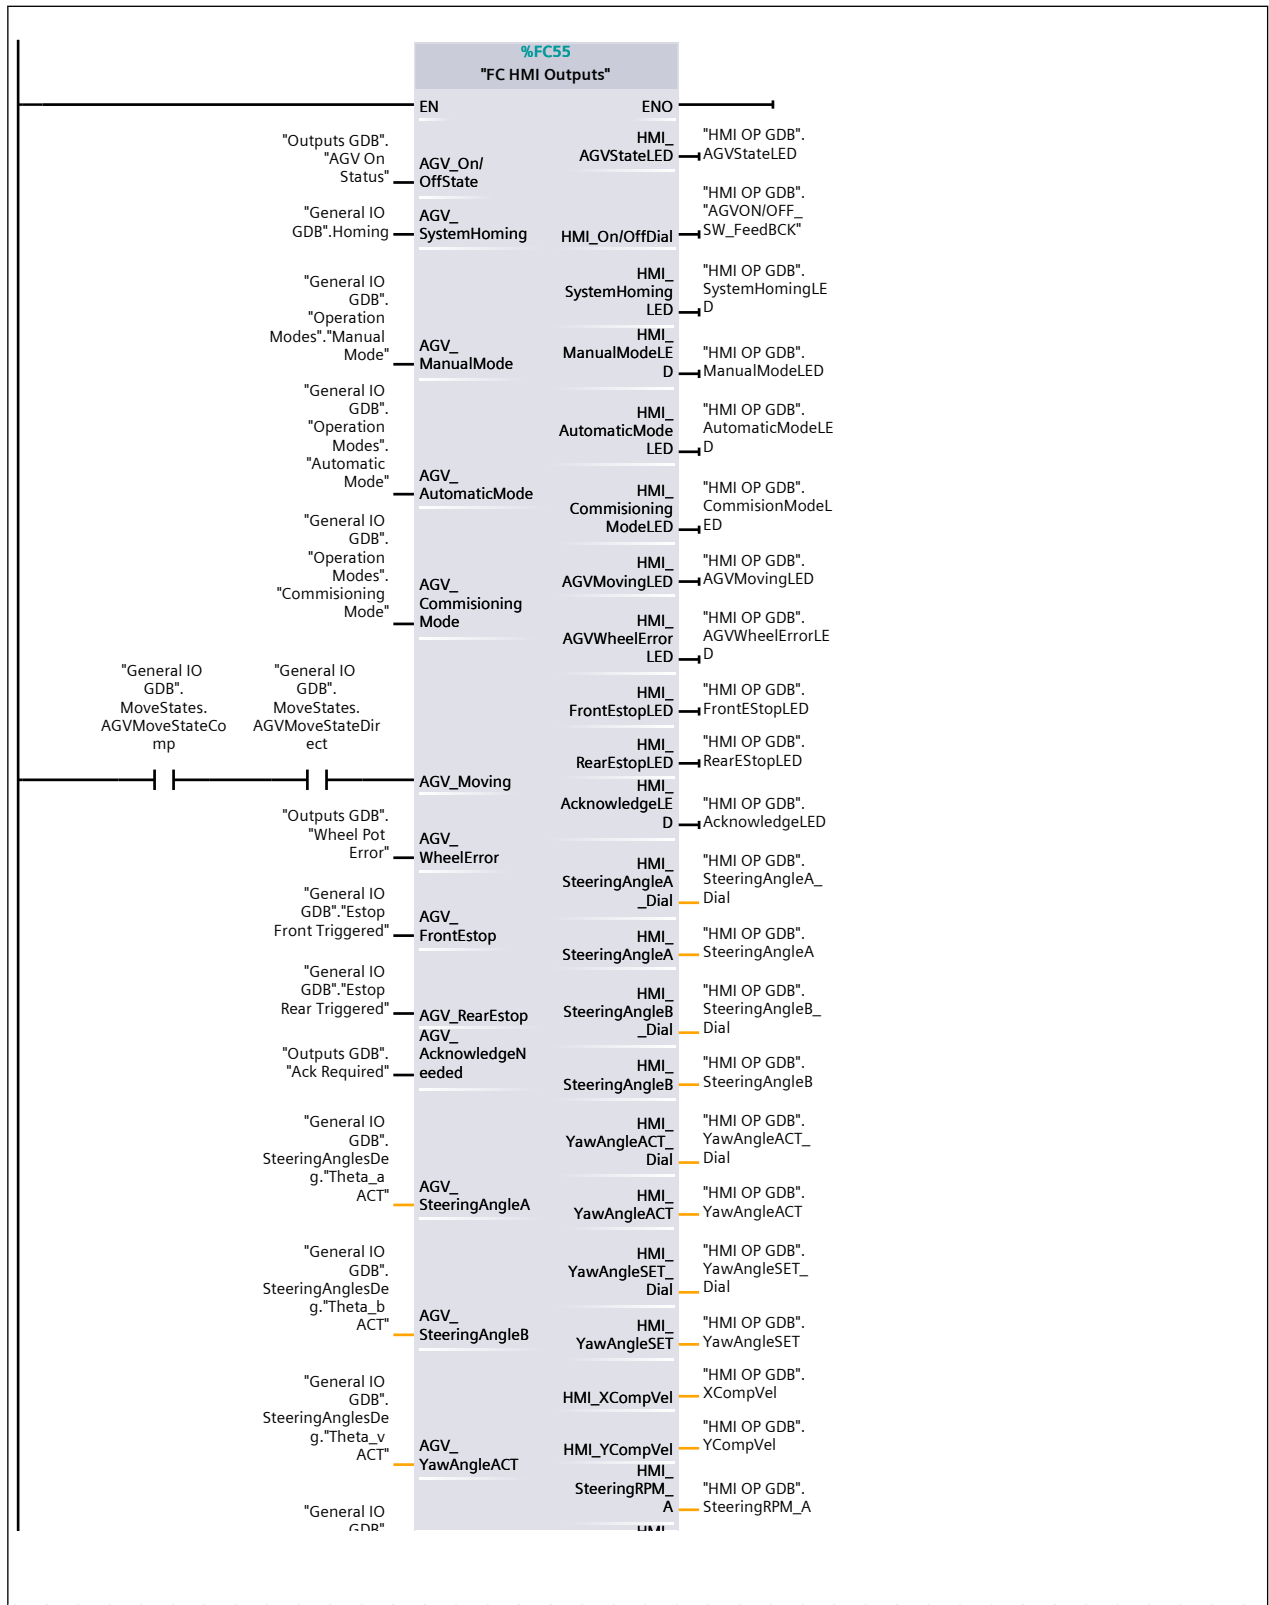 %FC55
"FC HMI Outputs"
EN
ENO
"Outputs GDB".
"AGV On
Status"
AGV_On/
OffState
"General IO
GDB".Homing
AGV_
SystemHoming
"General IO
GDB".
"Operation
Modes"."Manual
Mode"
AGV_
ManualMode
"General IO
GDB".
"Operation
Modes".
"Automatic
Mode"
AGV_
AutomaticMode
"General IO
GDB".
"Operation
Modes".
"Commisioning
Mode"
AGV_
Commisioning
Mode
"General IO
GDB".
MoveStates.
AGVMoveStateCo
mp
"General IO
GDB".
MoveStates.
AGVMoveStateDir
ect
AGV_Moving
"Outputs GDB".
"Wheel Pot
Error"
AGV_
WheelError
"General IO
GDB"."Estop
Front Triggered"
AGV_
FrontEstop
"General IO
GDB"."Estop
Rear Triggered"
AGV_RearEstop
"Outputs GDB".
"Ack Required"
AGV_
AcknowledgeN
eeded
"General IO
GDB".
SteeringAnglesDe
g."Theta_a
ACT"
AGV_
SteeringAngleA
"General IO
GDB".
SteeringAnglesDe
g."Theta_b
ACT"
AGV_
SteeringAngleB
"General IO
GDB".
SteeringAnglesDe
g."Theta_v
ACT"
AGV_
YawAngleACT
"General IO
GDB"
HMI_
AGVStateLED
"HMI OP GDB".
AGVStateLED
HMI_On/OffDial
"HMI OP GDB".
"AGVON/OFF_
SW_FeedBCK"
HMI_
SystemHoming
LED
"HMI OP GDB".
SystemHomingLE
D
HMI_
ManualModeLE
D
"HMI OP GDB".
ManualModeLED
HMI_
AutomaticMode
LED
"HMI OP GDB".
AutomaticModeLE
D
HMI_
Commisioning
ModeLED
"HMI OP GDB".
CommisionModeL
ED
HMI_
AGVMovingLED
"HMI OP GDB".
AGVMovingLED
HMI_
AGVWheelError
LED
"HMI OP GDB".
AGVWheelErrorLE
D
HMI_
FrontEstopLED
"HMI OP GDB".
FrontEStopLED
HMI_
RearEstopLED
"HMI OP GDB".
RearEStopLED
HMI_
AcknowledgeLE
D
"HMI OP GDB".
AcknowledgeLED
HMI_
SteeringAngleA
_Dial
"HMI OP GDB".
SteeringAngleA_
Dial
HMI_
SteeringAngleA
"HMI OP GDB".
SteeringAngleA
HMI_
SteeringAngleB
_Dial
"HMI OP GDB".
SteeringAngleB_
Dial
HMI_
SteeringAngleB
"HMI OP GDB".
SteeringAngleB
HMI_
YawAngleACT_
Dial
"HMI OP GDB".
YawAngleACT_
Dial
HMI_
YawAngleACT
"HMI OP GDB".
YawAngleACT
HMI_
YawAngleSET_
Dial
"HMI OP GDB".
YawAngleSET_
Dial
HMI_
YawAngleSET
"HMI OP GDB".
YawAngleSET
HMI_XCompVel
"HMI OP GDB".
XCompVel
HMI_YCompVel
"HMI OP GDB".
YCompVel
HMI_
SteeringRPM_
A
"HMI OP GDB".
SteeringRPM_A